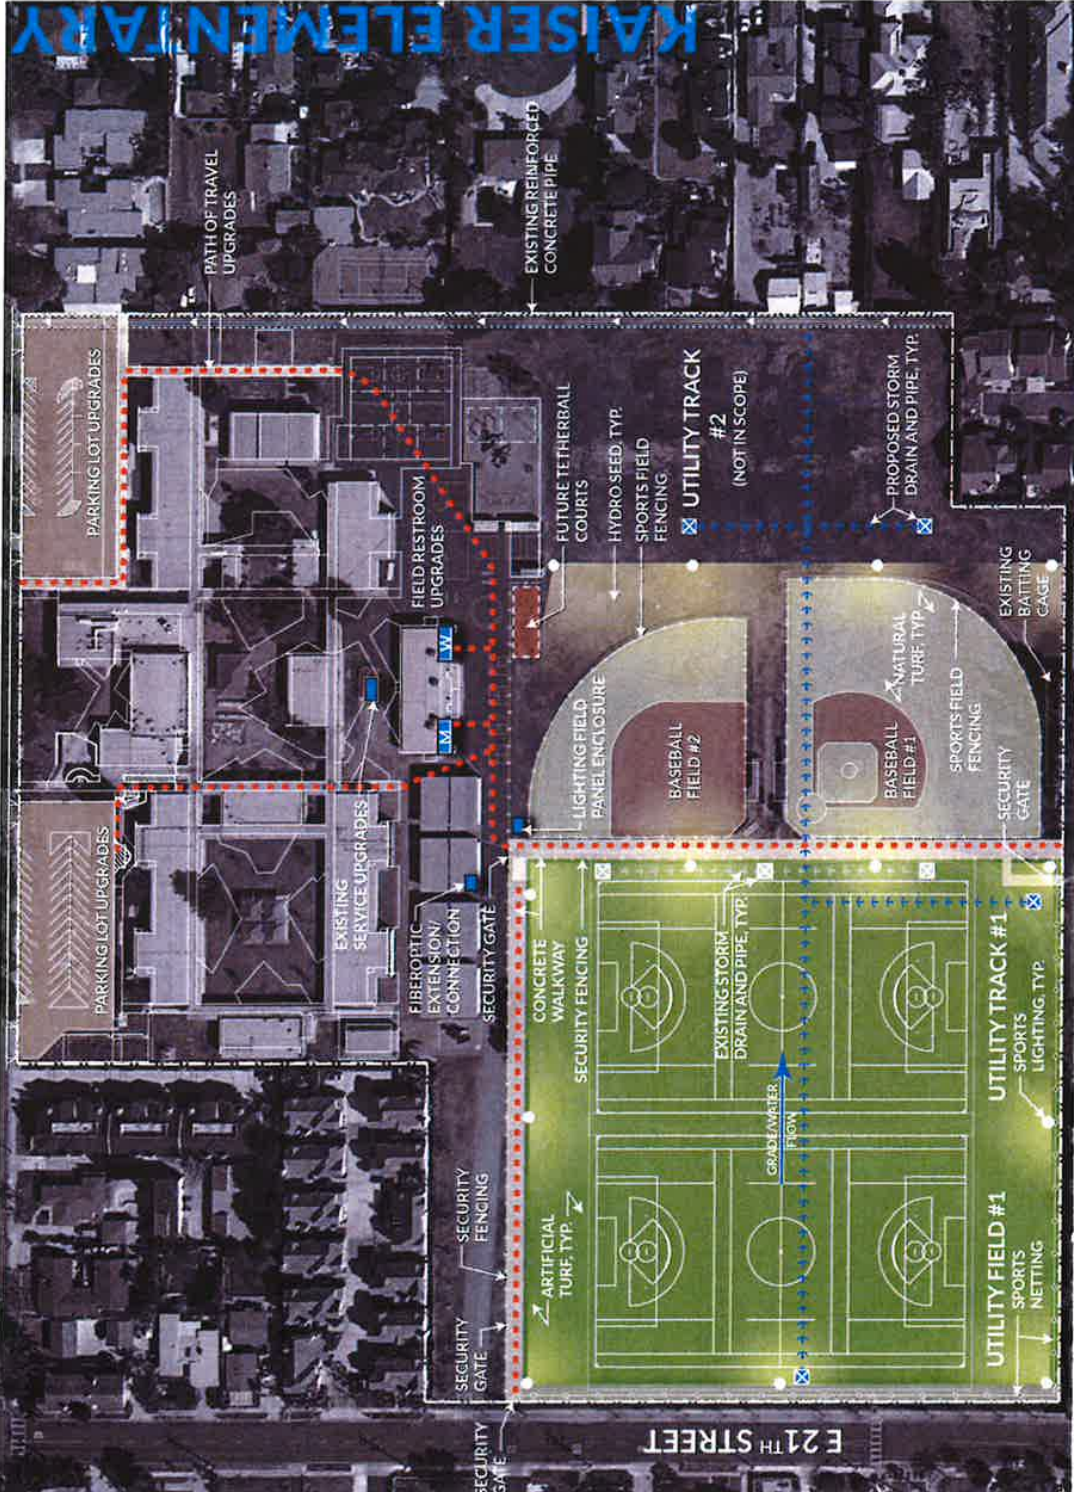 KAISER ELEMENTARY
PATH OF TRAVEL
UPGRADES
EXISTING REINFORCED
CONCRETE PIPE
PARKING LOT UPGRADES
FIELD RESTROOM
UPGRADES
FUTURE TETHERBALL
COURTS
HYDRO SEED, TYP.
SPORTS FIELD
FENCING
UTILITY TRACK
#2
(NOT IN SCOPE)
PROPOSED STORM
DRAIN AND PIPE, TYP.
W
M
EXISTING
BATTING
CAGE
NATURAL
TURF, TYP.
SPORTS FIELD
FENCING
SECURITY
GATE
BASEBALL
FIELD #1
BASEBALL
FIELD #2
LIGHTING FIELD
PANEL ENCLOSURE
PARKING LOT UPGRADES
EXISTING
SERVICE UPGRADES
FIBEROPTIC
EXTENSION/
CONNECTION
SECURITY GATE
CONCRETE
WALKWAY
SECURITY FENCING
EXISTING STORM
DRAIN AND PIPE, TYP.
UTILITY TRACK #1
SPORTS
LIGHTING, TYP.
GRADE/WATER
FLOW
SECURITY
FENCING
ARTIFICIAL
TURF, TYP.
UTILITY FIELD #1
SPORTS
NETTING
SECURITY
GATE
SECURITY
GATE
E 21TH STREET